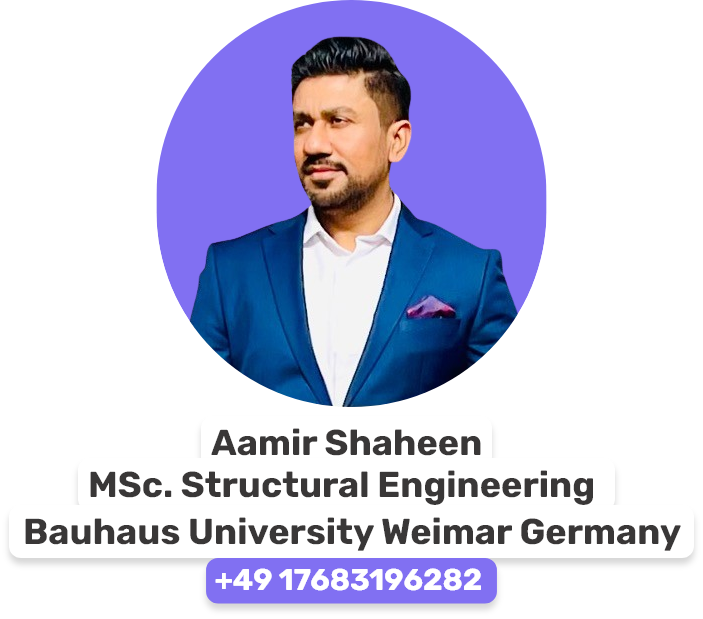 Aamir Shaheen
MSc. Structural Engineering
Bauhaus University Weimar Germany
+49 17683196282